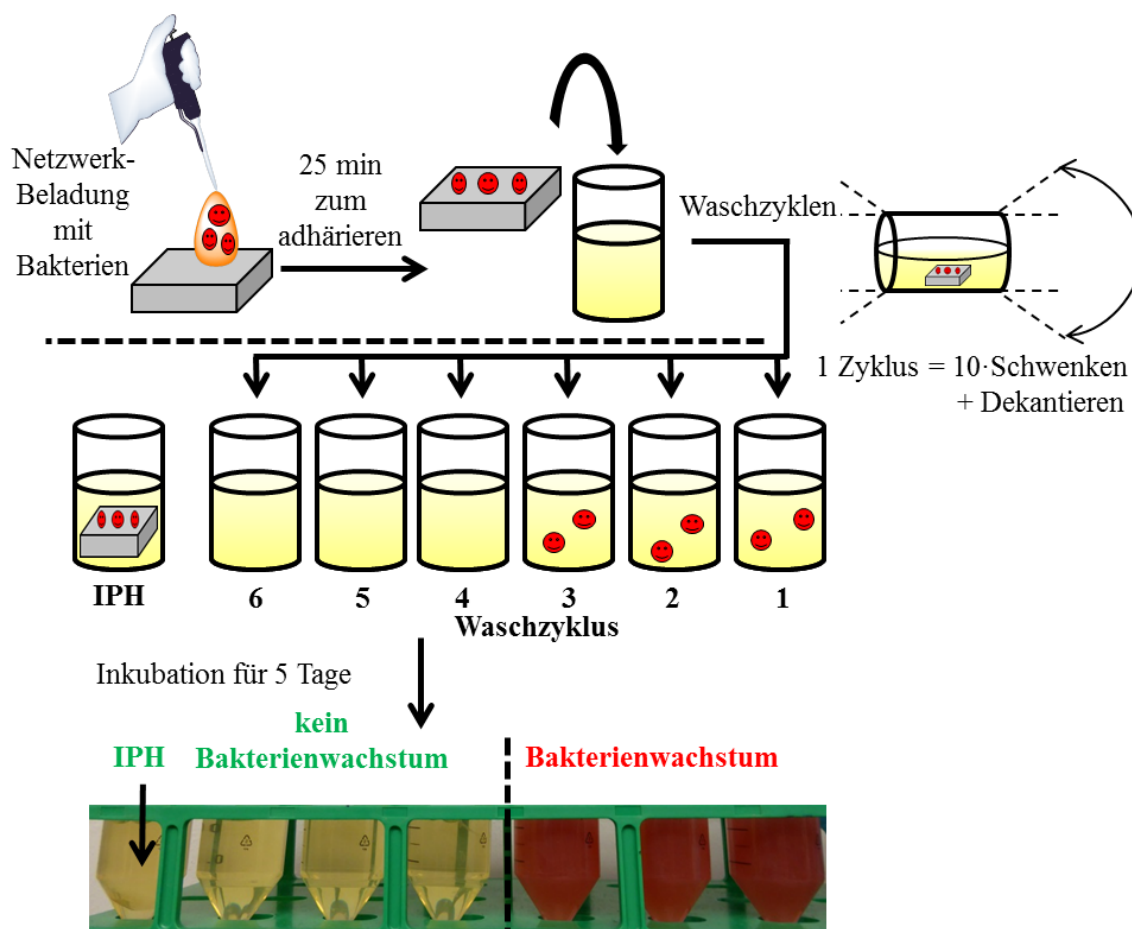 Netzwerk-
Beladung
mit
Bakterien
25 min
zum
adhärieren
Waschzyklen
1 Zyklus = 10·Schwenken
+ Dekantieren
IPH
6
5
4
3
2
1
Waschzyklus
Inkubation für 5 Tage
IPH
kein
Bakterienwachstum
Bakterienwachstum